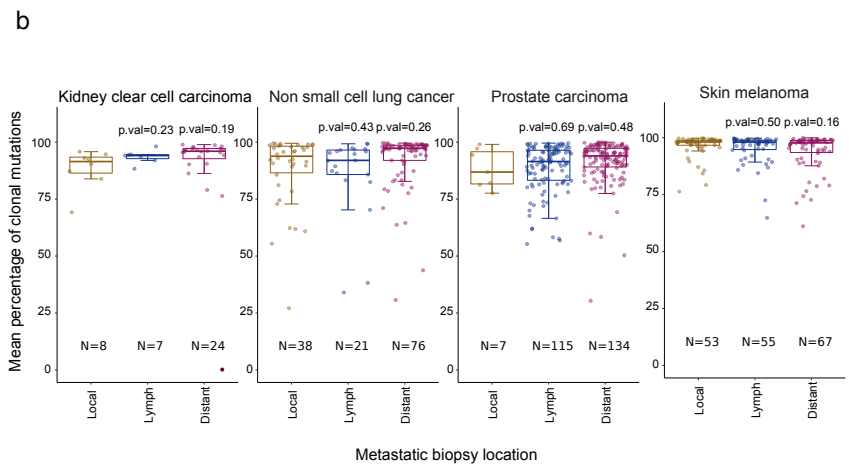 b
Kidney clear cell carcinoma
Non small cell lung cancer
Prostate carcinoma
Skin melanoma
Mean percentage of clonal mutations
100
75
50
25
0
p.val=0.23 p.val=0.19
N=8 N=7 N=24
Local Lymph Distant
100
75
50
25
0
p.val=0.43 p.val=0.26
N=38 N=21 N=76
Local Lymph Distant
100
75
50
25
0
p.val=0.69 p.val=0.48
N=7 N=115 N=134
Local Lymph Distant
100
75
50
25
0
p.val=0.50 p.val=0.16
N=53 N=55 N=67
Local Lymph Distant
Metastatic biopsy location